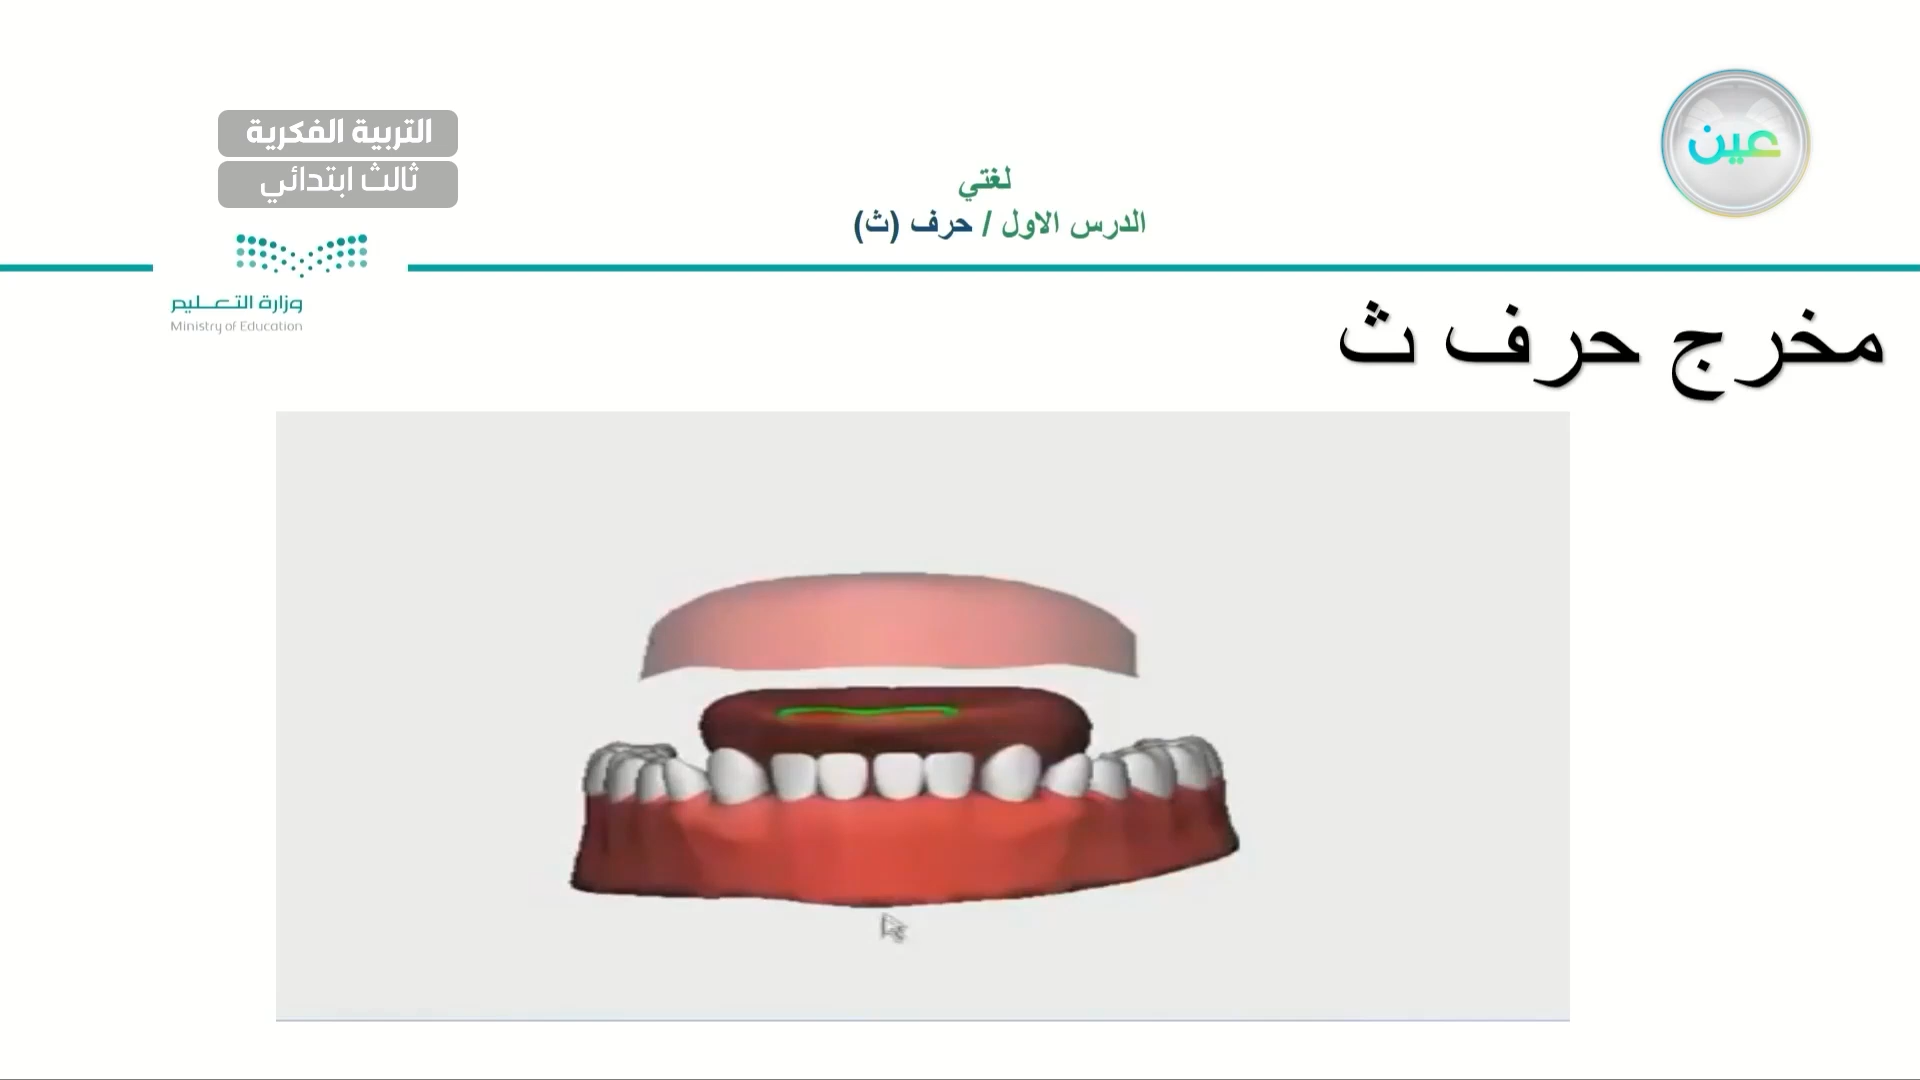 عين
التربية الفكرية
ثالث ابتدائي
لغتي
الدرس الاول / حرف (ث)
وزارة التعليم
Ministry of Education
مخرج حرف ث